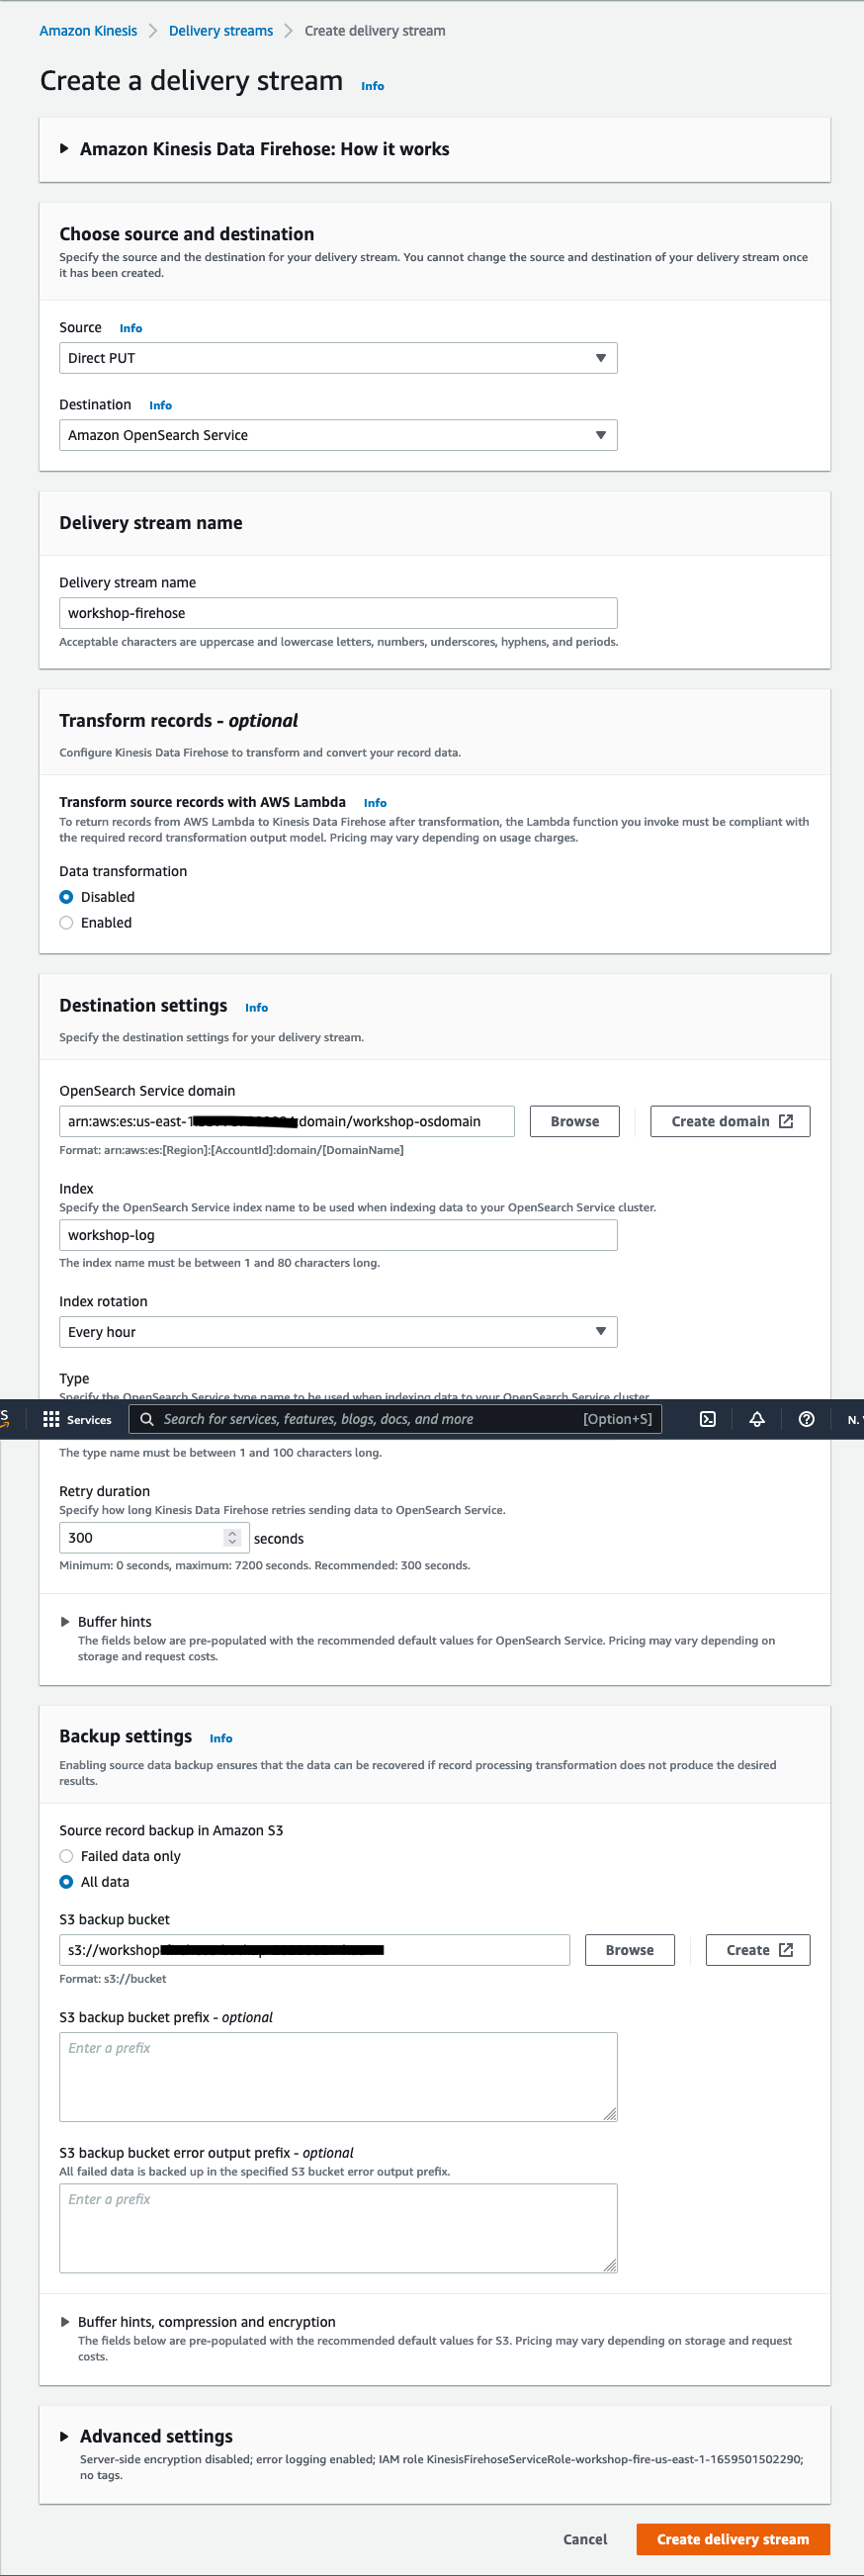 Amazon Kinesis > Delivery streams > Create delivery stream
Create a delivery stream Info
Amazon Kinesis Data Firehose: How it works
Choose source and destination
Specify the source and the destination for your delivery stream. You cannot change the source and destination of your delivery stream once
it has been created.
Source Info
Direct PUT
Destination Info
Amazon OpenSearch Service
Delivery stream name
Delivery stream name
workshop-firehose
Acceptable characters are uppercase and lowercase letters, numbers, underscores, hyphens, and periods.
Transform records - optional
Configure Kinesis Data Firehose to transform and convert your record data.
Transform source records with AWS Lambda Info
To return records from AWS Lambda to Kinesis Data Firehose after transformation, the Lambda function you invoke must be compliant with
the required record transformation output model. Pricing may vary depending on usage charges.
Data transformation
Disabled
Enabled
Destination settings Info
Specify the destination settings for your delivery stream.
OpenSearch Service domain
arn:aws:es:us-east-1 domain/workshop-osdomain Browse Create domain
Format: arn:aws:es:[Region]:[AccountId]:domain/[DomainName]
Index
Specify the OpenSearch Service index name to be used when indexing data to your OpenSearch Service cluster.
workshop-log
The index name must be between 1 and 80 characters long.
Index rotation
Every hour
Type
Specify the OpenSearch Service type name to be used when indexing data to your OpenSearch Service cluster.
Services Search for services, features, blogs, docs, and more [Option+S] N.
The type name must be between 1 and 100 characters long.
Retry duration
Specify how long Kinesis Data Firehose retries sending data to OpenSearch Service.
300 seconds
Minimum: 0 seconds, maximum: 7200 seconds. Recommended: 300 seconds.
Buffer hints
The fields below are pre-populated with the recommended default values for OpenSearch Service. Pricing may vary depending on
storage and request costs.
Backup settings Info
Enabling source data backup ensures that the data can be recovered if record processing transformation does not produce the desired
results.
Source record backup in Amazon S3
Failed data only
All data
S3 backup bucket
s3://workshop Browse Create
Format: s3://bucket
S3 backup bucket prefix - optional
Enter a prefix
S3 backup bucket error output prefix - optional
All failed data is backed up in the specified S3 bucket error output prefix.
Enter a prefix
Buffer hints, compression and encryption
The fields below are pre-populated with the recommended default values for S3. Pricing may vary depending on storage and request
costs.
Advanced settings
Server-side encryption disabled; error logging enabled; IAM role KinesisFirehoseServiceRole-workshop-fire-us-east-1-1659501502290;
no tags.
Cancel Create delivery stream